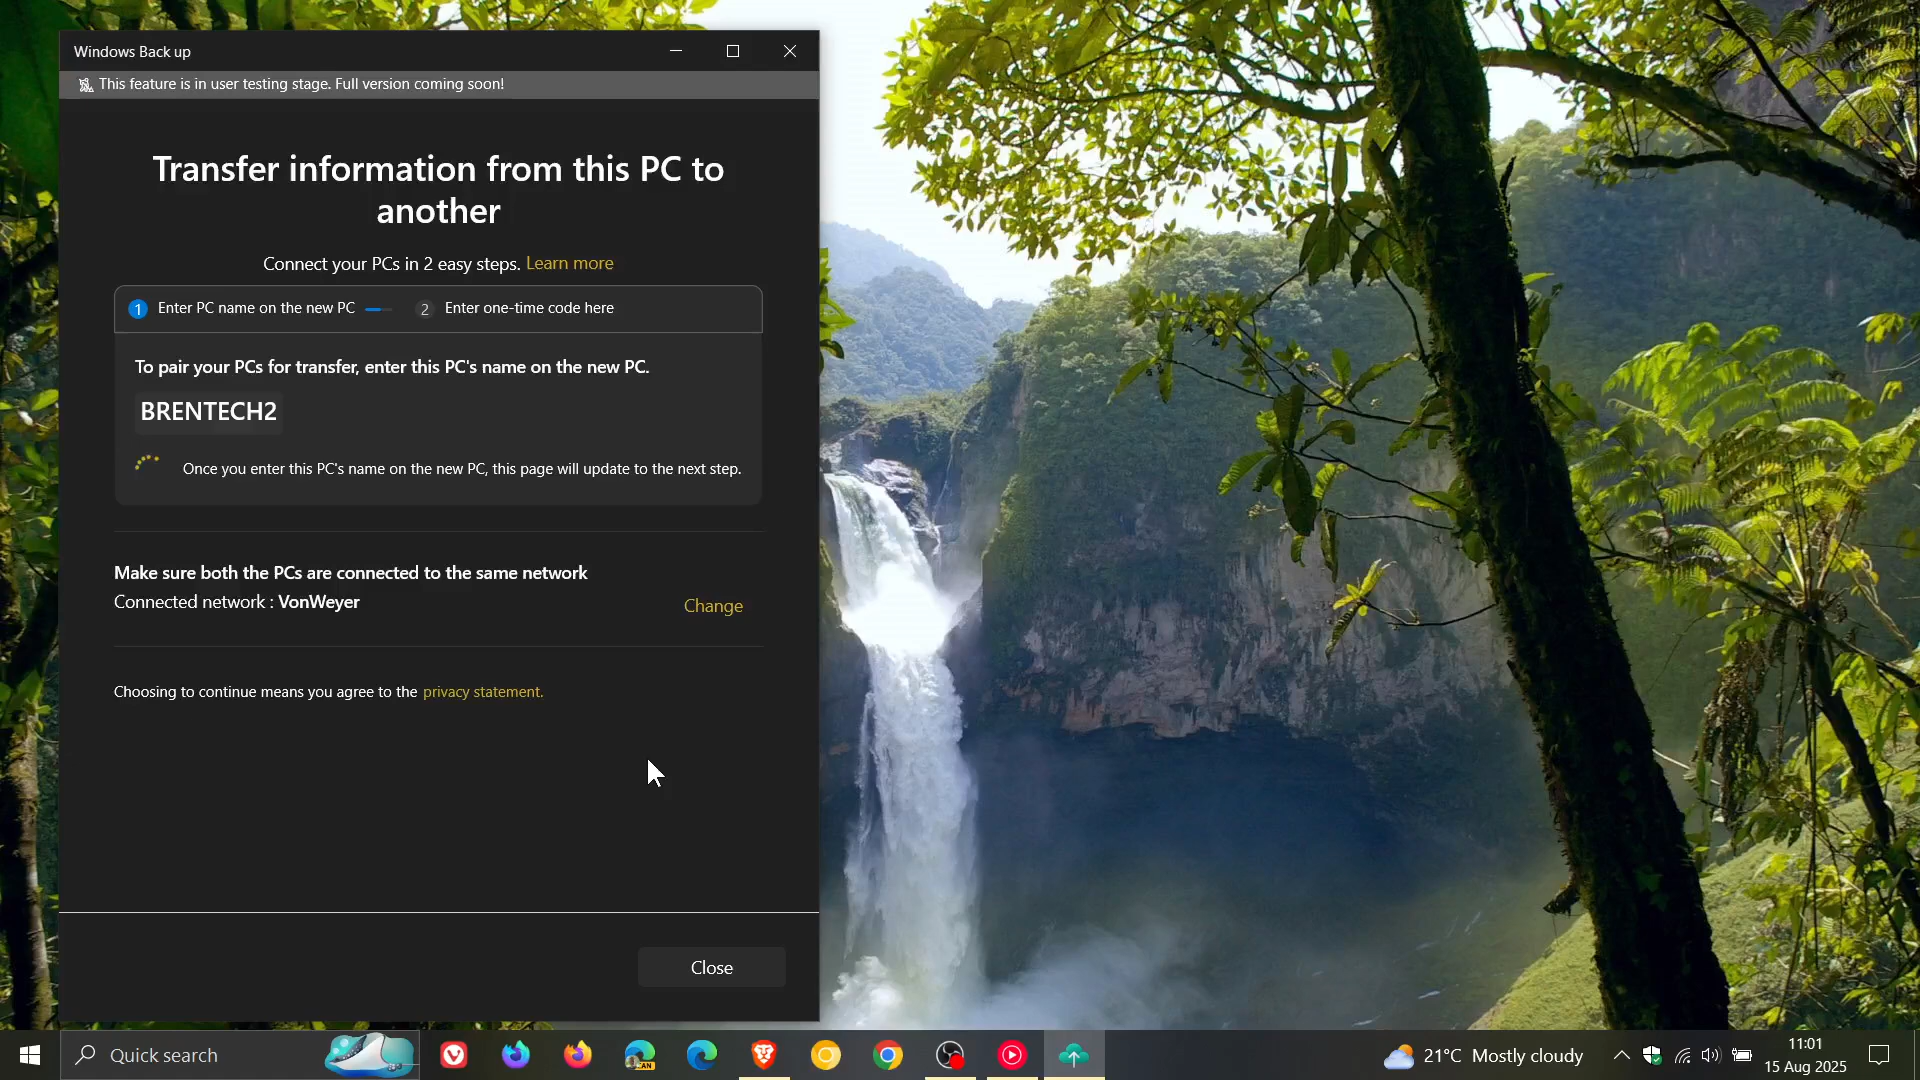 Windows Back up
This feature is in user testing stage. Full version coming soon!
Transfer information from this PC to
another
Connect your PCs in 2 easy steps. Learn more
1 Enter PC name on the new PC 2 Enter one-time code here
To pair your PCs for transfer, enter this PC's name on the new PC.
BRENTECH2
Once you enter this PC's name on the new PC, this page will update to the next step.
Make sure both the PCs are connected to the same network
Connected network : VonWeyer
Change
Choosing to continue means you agree to the privacy statement.
Close
Quick search
CAN
21°C Mostly cloudy
11:01
15 Aug 2025